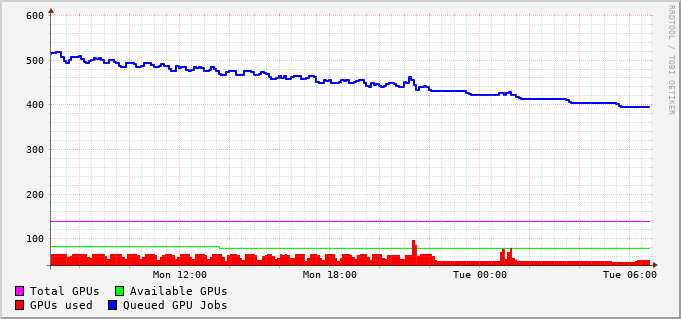 600
500
400
300
200
100
Mon 12:00 Mon 18:00 Tue 00:00 Tue 06:00
Total GPUs Available GPUs
GPUs used Queued GPU Jobs
RRDTOOL / TOBI OETIKER